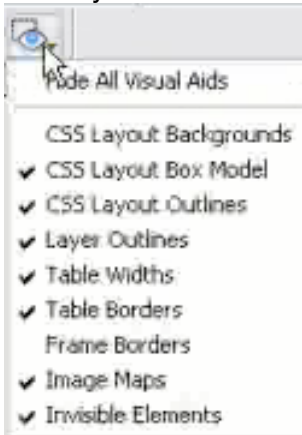 Hide All Visual Aids
CSS Layout Backgrounds
CSS Layout Box Model
CSS Layout Outlines
Layer Outlines
Table Widths
Table Borders
Frame Borders
Image Maps
Invisible Elements